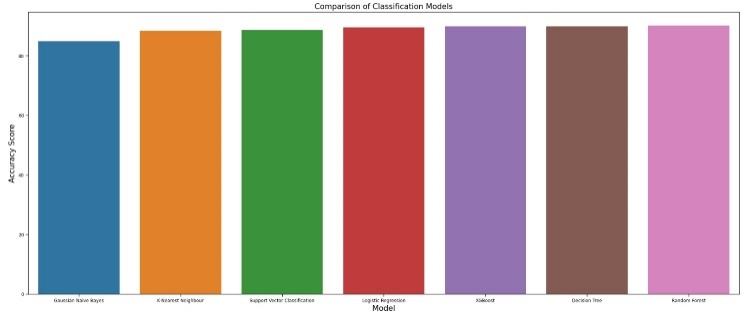 Comparison of Classification Models
Accuracy Score
80
60
40
20
0
Gaussian Naive Bayes
K-Nearest Neighbour
Support Vector Classification
Logistic Regression
XGBoost
Decision Tree
Random Forest
Model